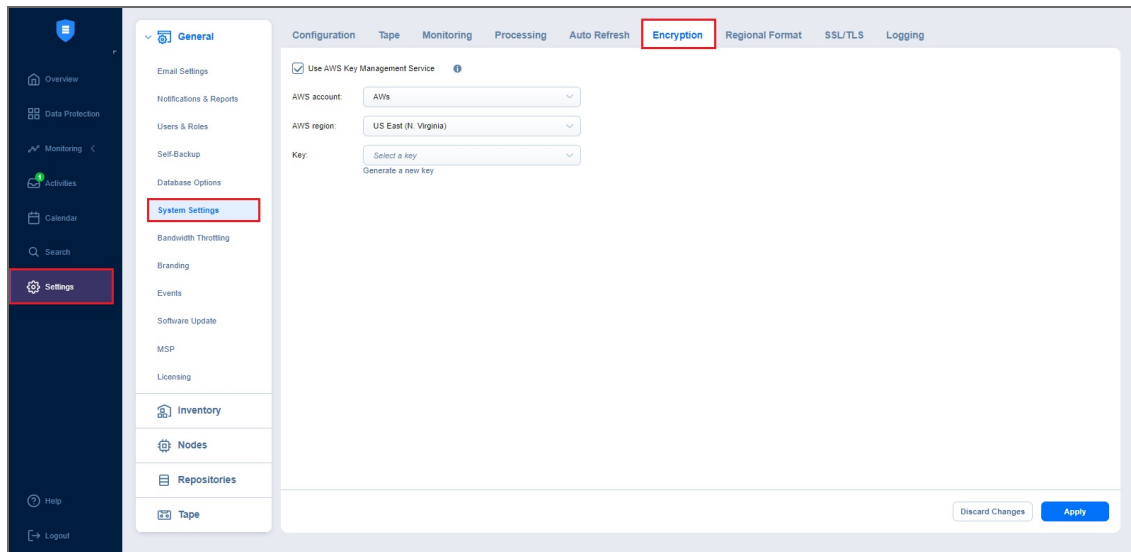 Overview
Data Protection
Monitoring
1
Activities
Calendar
Search
Settings
Help
Logout
General
Email Settings
Notifications & Reports
Users & Roles
Self-Backup
Database Options
System Settings
Bandwidth Throttling
Branding
Events
Software Update
MSP
Licensing
Inventory
Nodes
Repositories
Tape
Configuration Tape Monitoring Processing Auto Refresh Encryption Regional Format SSL/TLS Logging
Use AWS Key Management Service
AWS account: AWs
AWS region: US East (N. Virginia)
Key: Select a key
Generate a new key
Discard Changes Apply